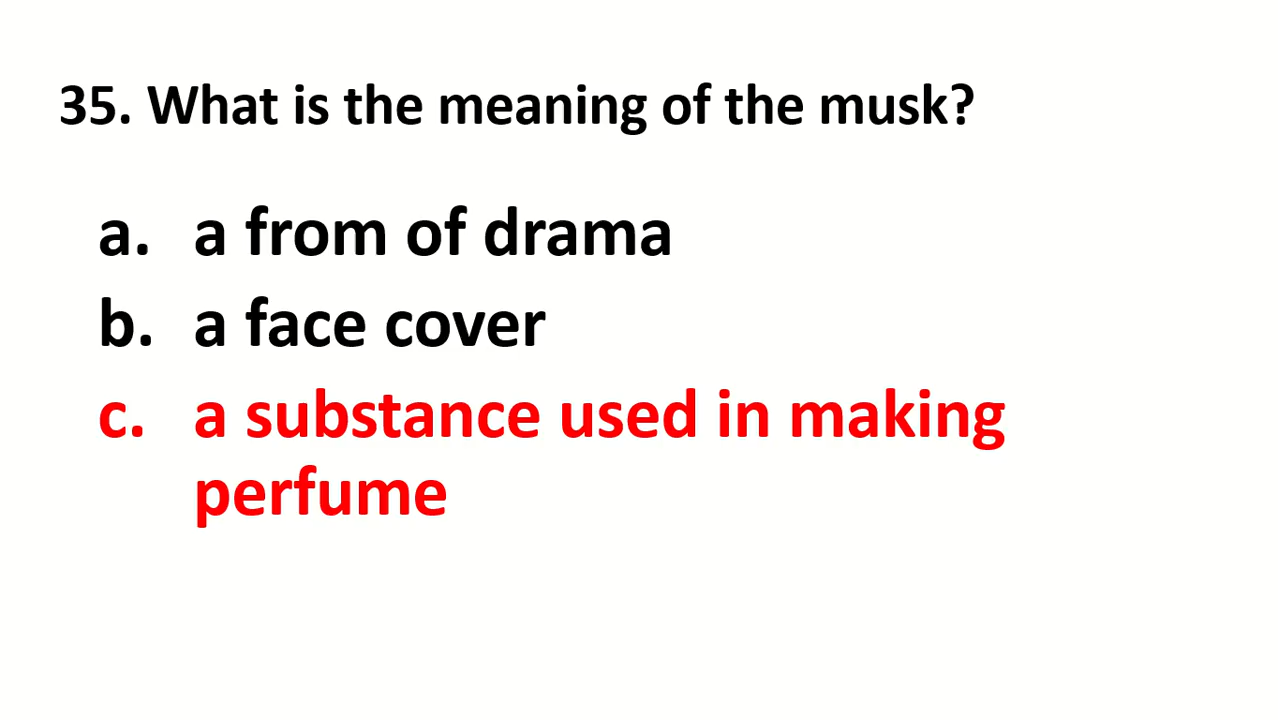 35. What is the meaning of the musk?
a. a from of drama
b. a face cover
c. a substance used in making
perfume